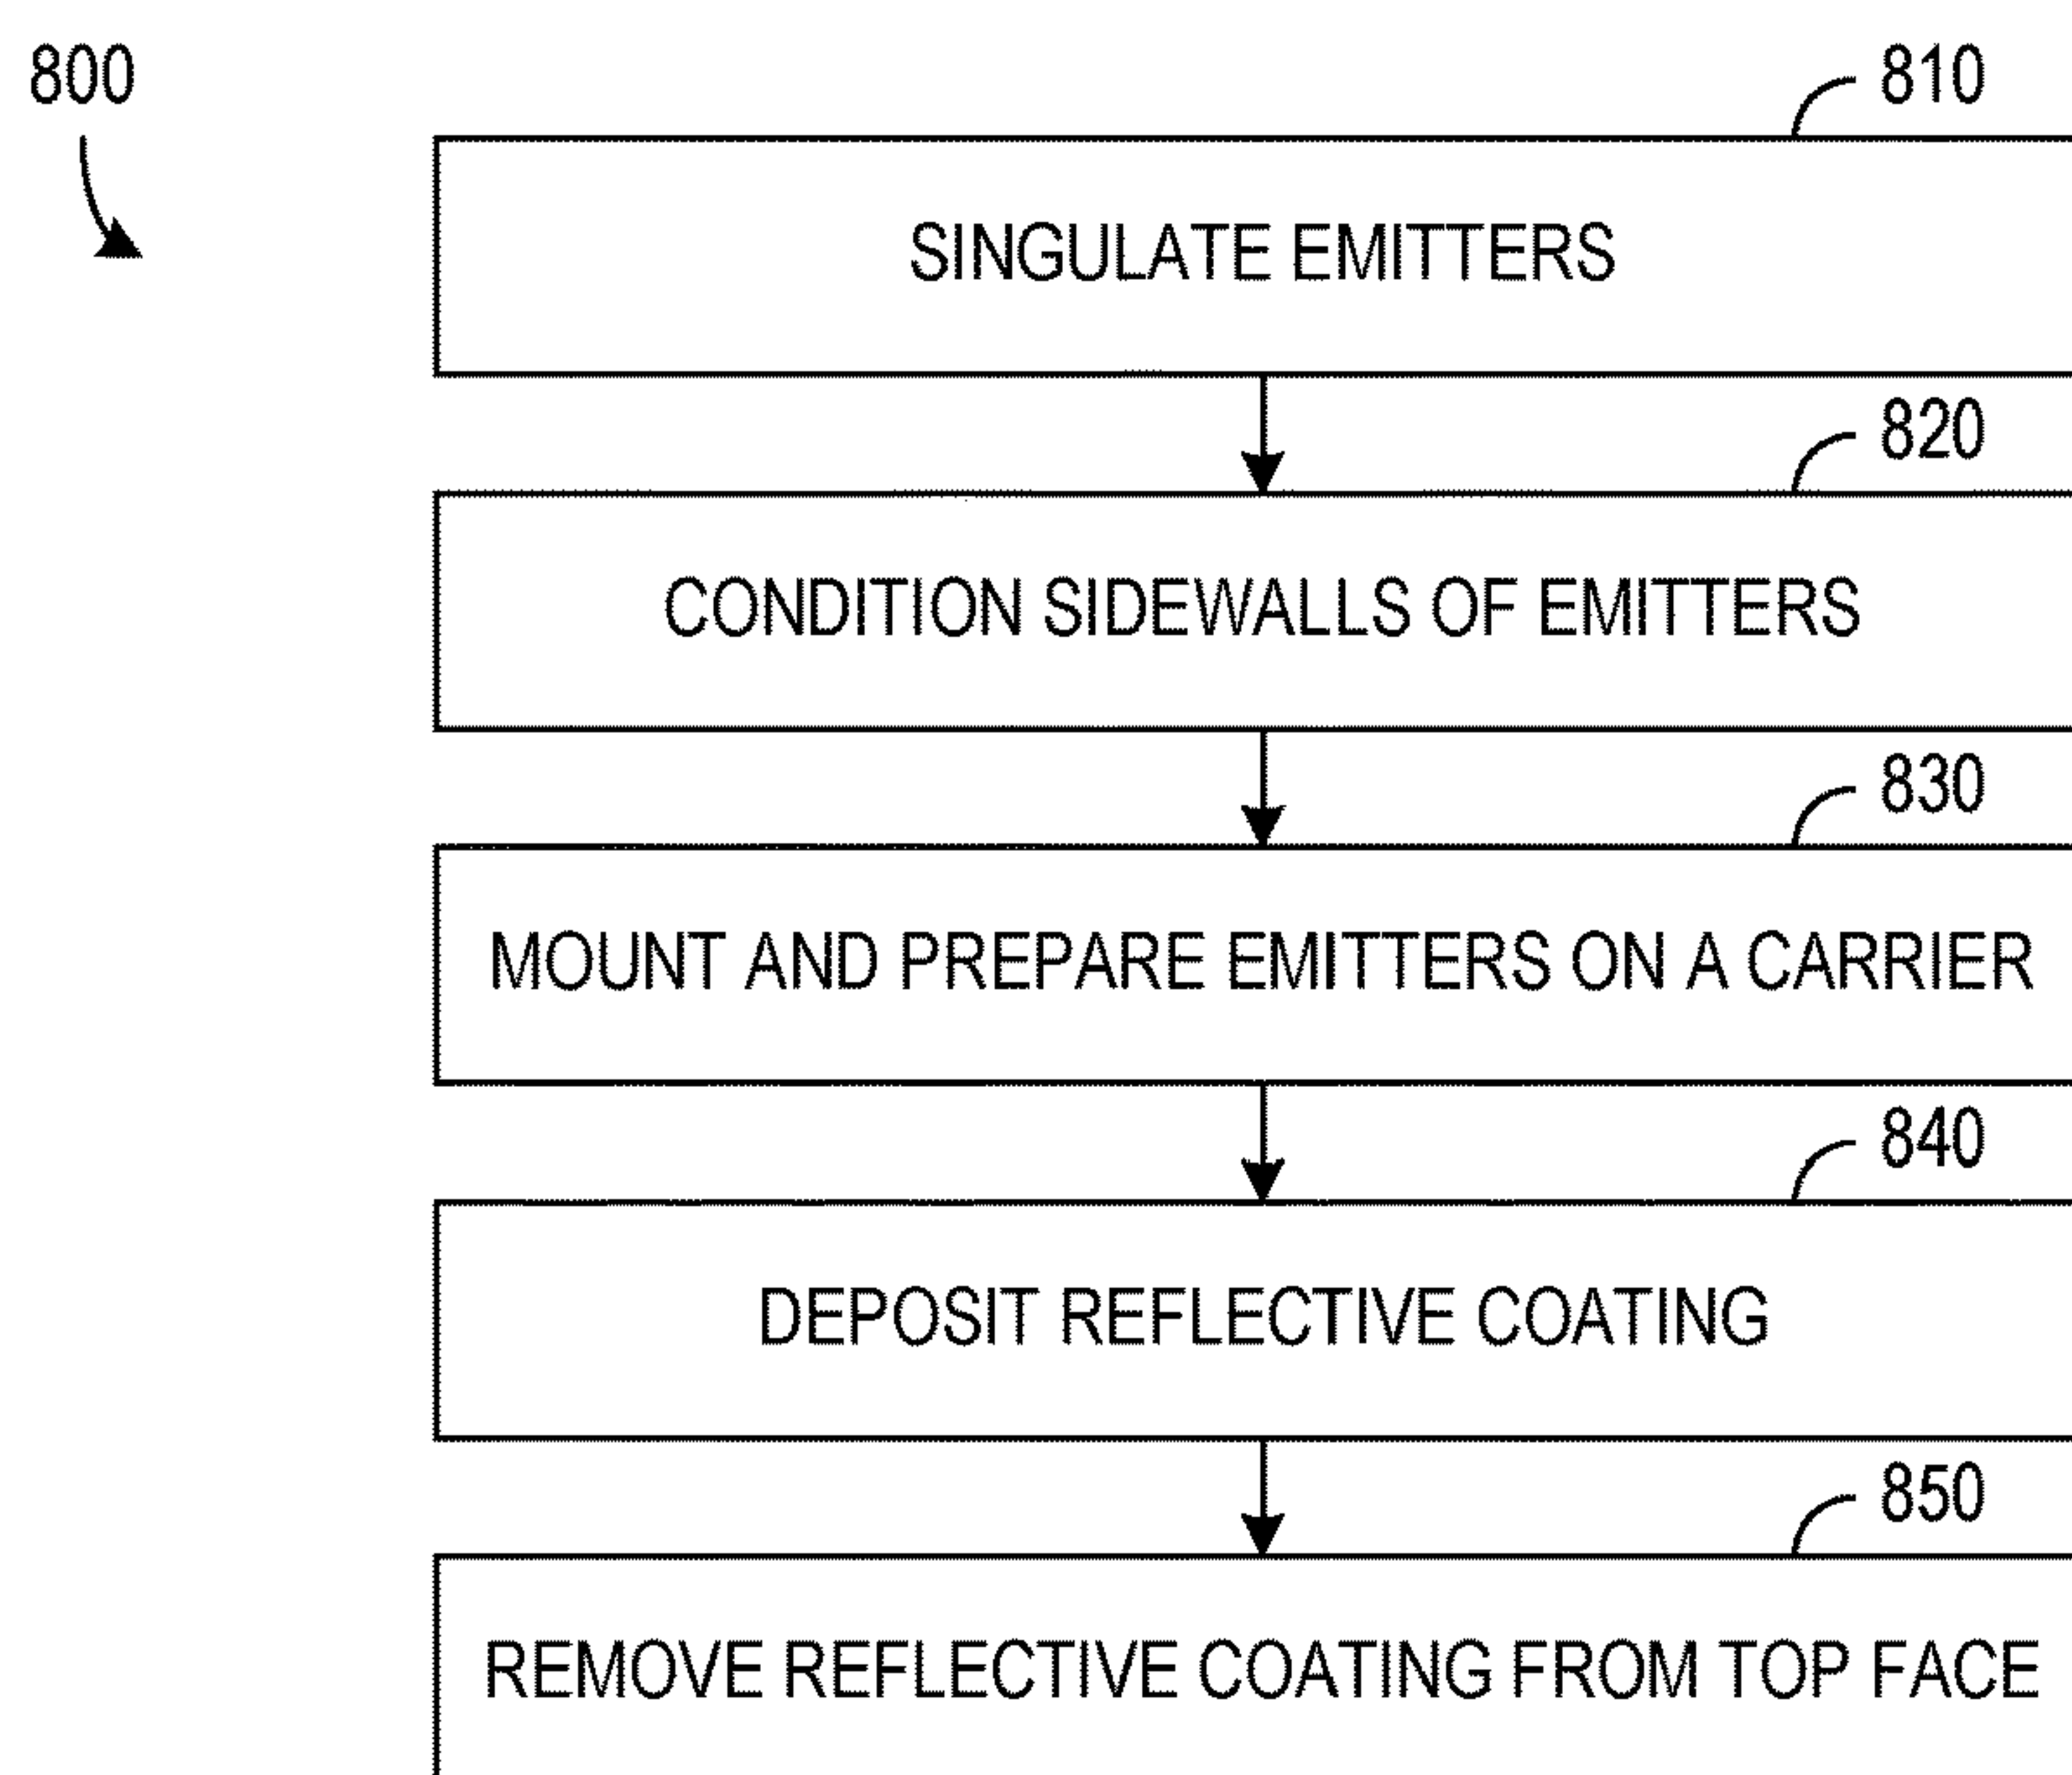 800
810
SINGULATE EMITTERS
820
CONDITION SIDEWALLS OF EMITTERS
830
MOUNT AND PREPARE EMITTERS ON A CARRIER
840
DEPOSIT REFLECTIVE COATING
850
REMOVE REFLECTIVE COATING FROM TOP FACE